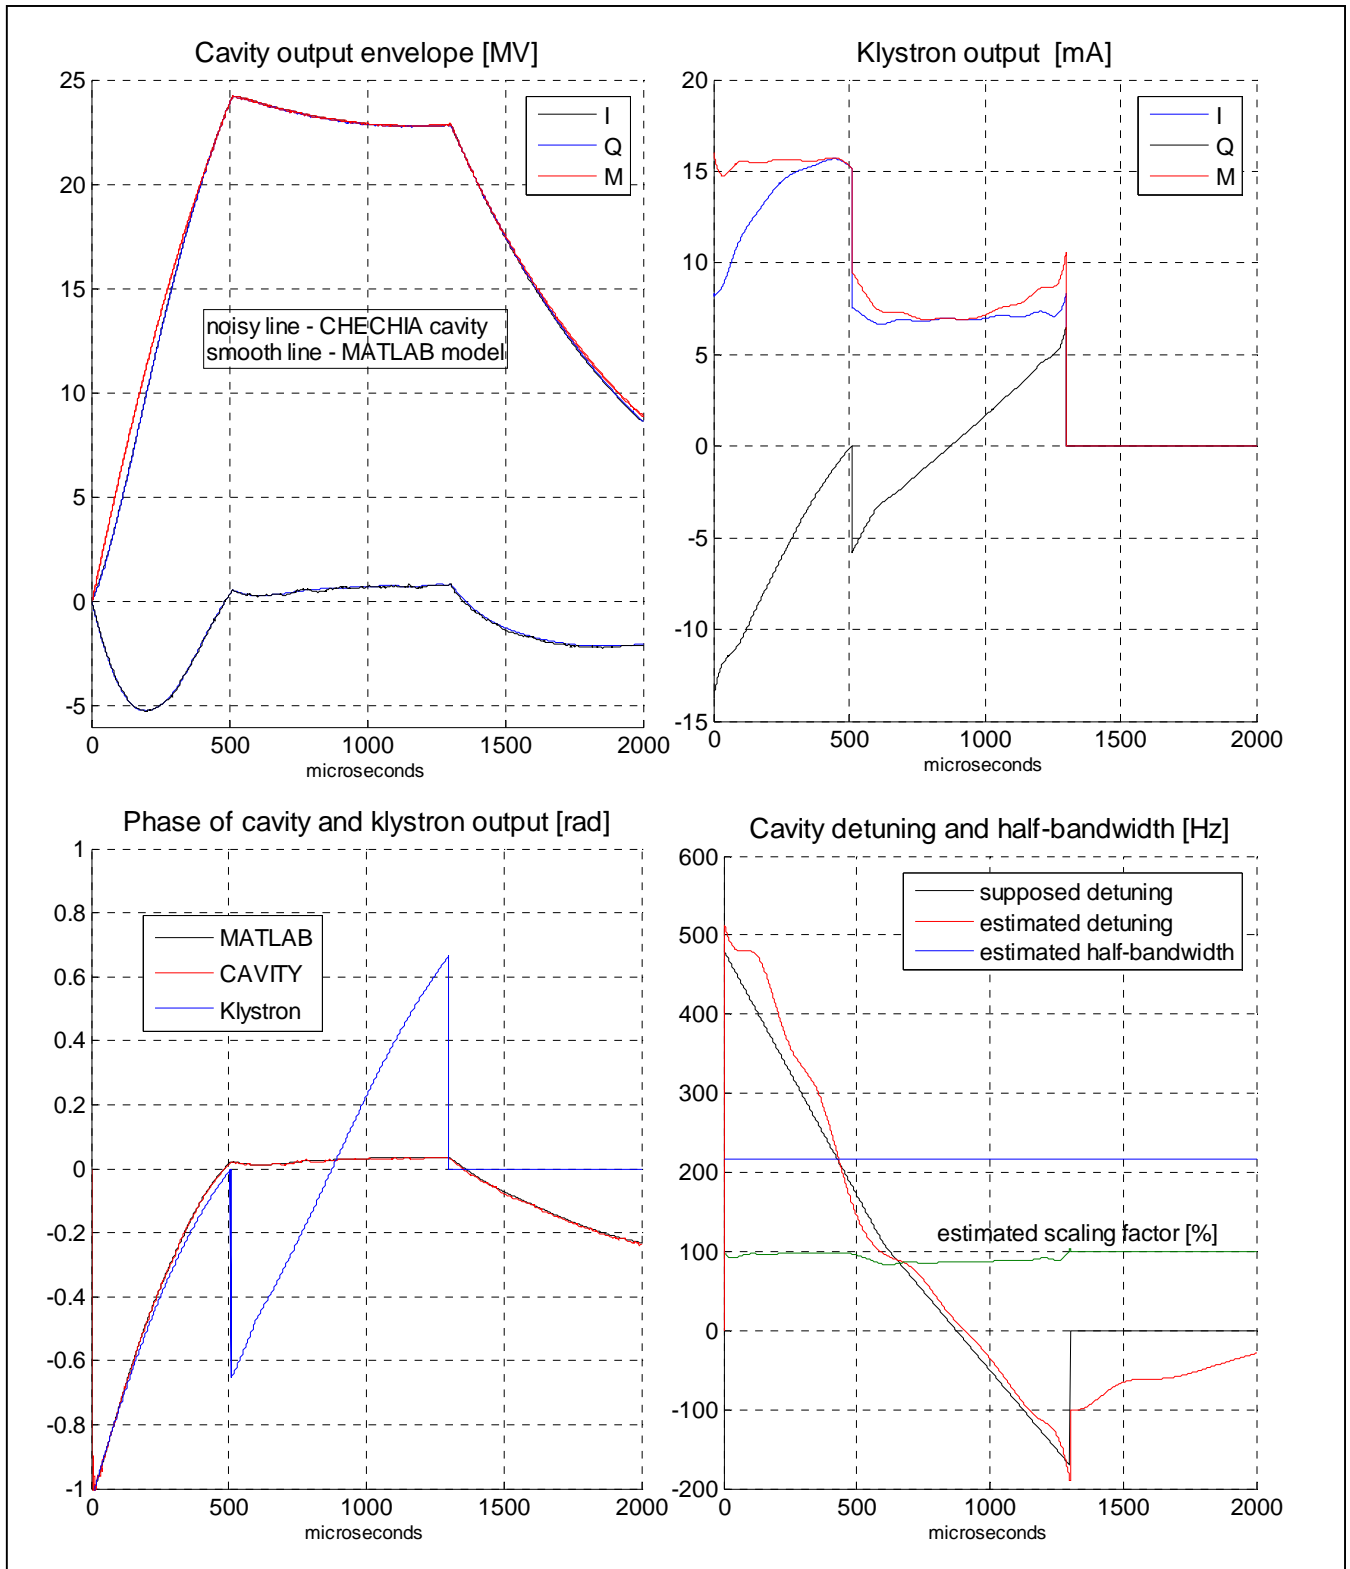 Cavity output envelope [MV]
25
20
15
10
5
0
-5
I
Q
M
noisy line - CHECHIA cavity
smooth line - MATLAB model
0 500 1000 1500 2000
microseconds
Klystron output [mA]
20
15
10
5
0
-5
-10
-15
I
Q
M
0 500 1000 1500 2000
microseconds
Phase of cavity and klystron output [rad]
1
0.8
0.6
0.4
0.2
0
-0.2
-0.4
-0.6
-0.8
-1
MATLAB
CAVITY
Klystron
0 500 1000 1500 2000
microseconds
Cavity detuning and half-bandwidth [Hz]
600
500
400
300
200
100
0
-100
-200
supposed detuning
estimated detuning
estimated half-bandwidth
estimated scaling factor [%]
0 500 1000 1500 2000
microseconds